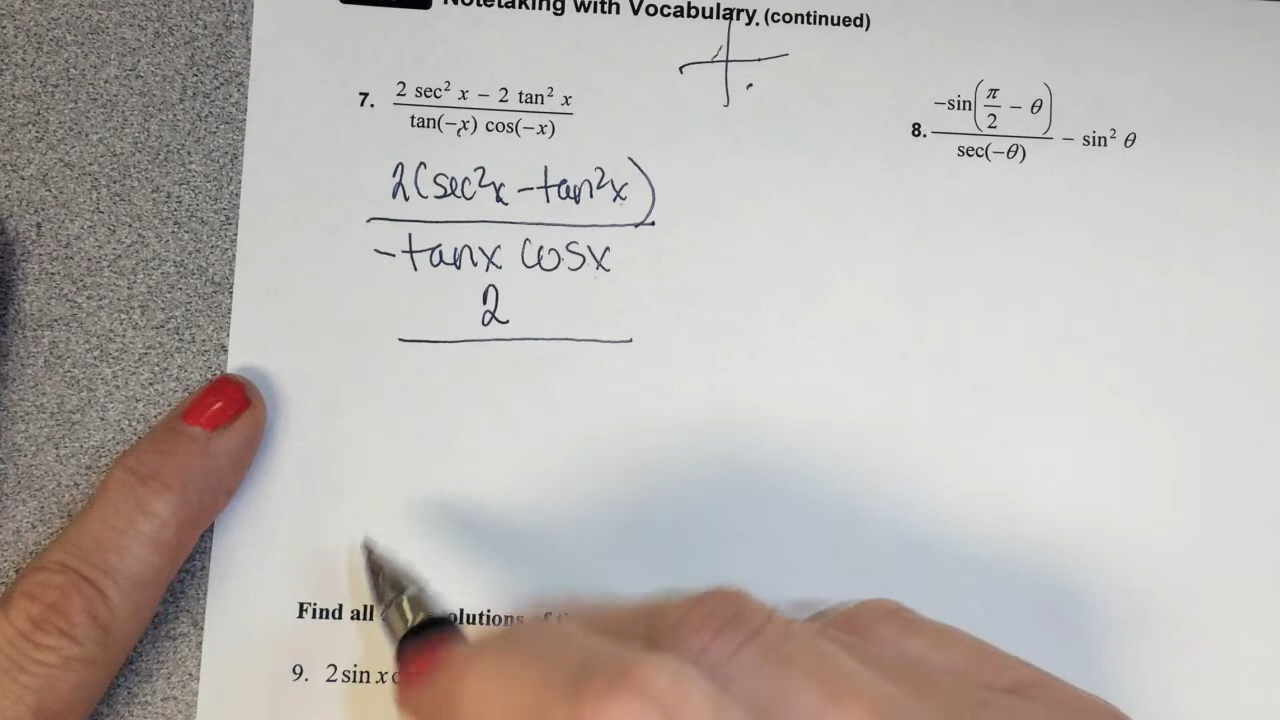 Notetaking with Vocabulary (continued)
7. 2 sec² x − 2 tan² x
tan(−x) cos(−x)
2(sec²x − tan²x)
−tanx cosx
2
8. −sin(π/2 − θ)
sec(−θ)
− sin² θ
Find all
9. 2 sin x